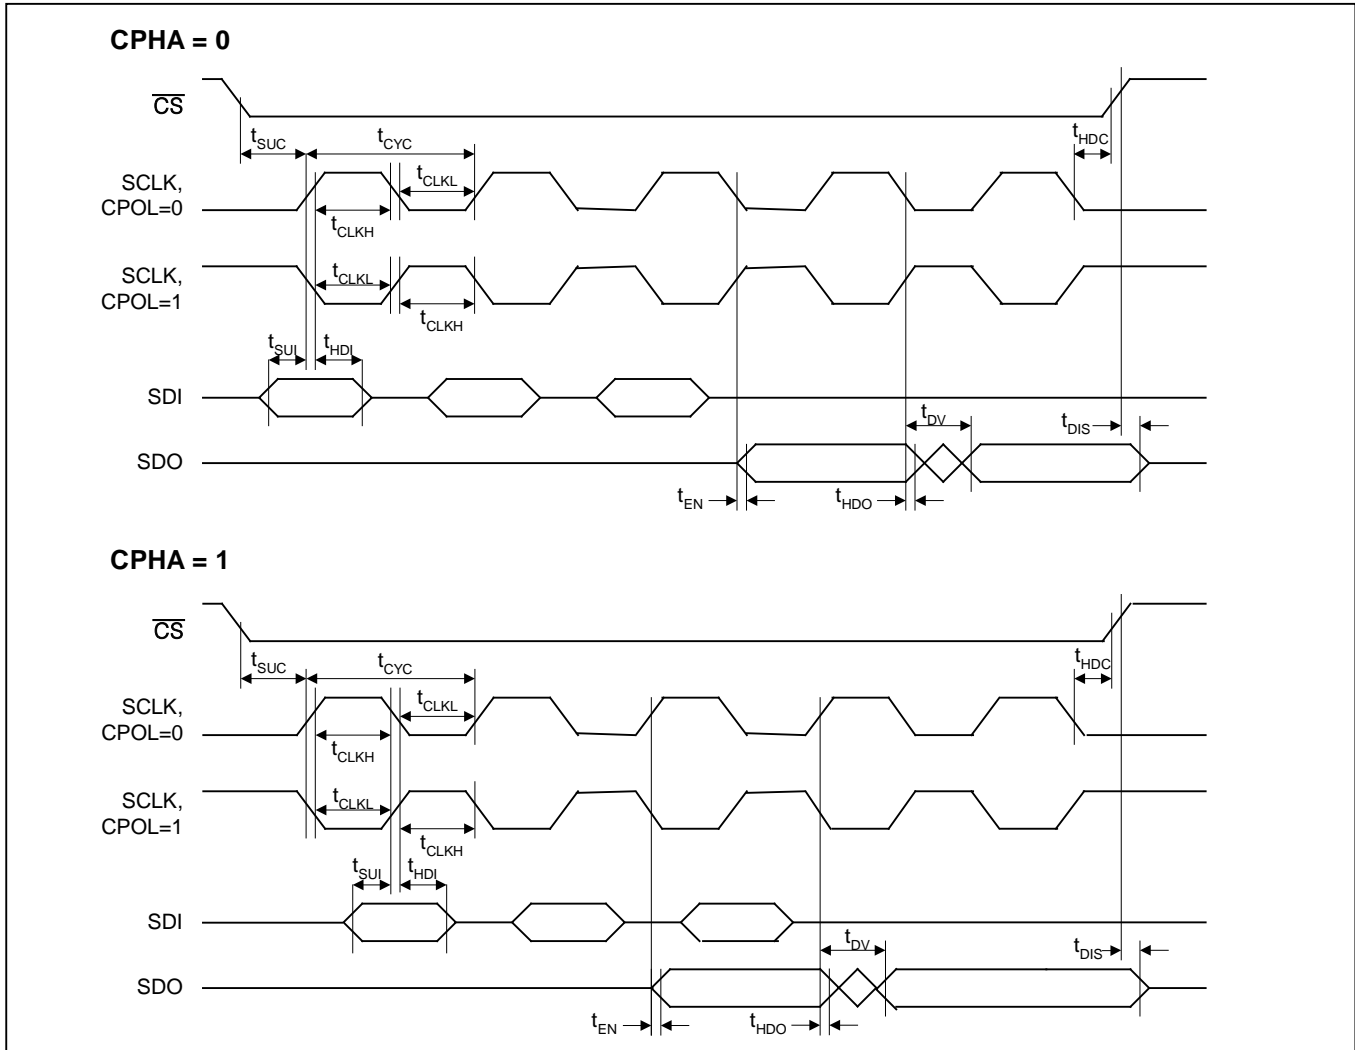 CPHA = 0
CS
tSUC tCYC tHDC
tCLKL
SCLK,
CPOL=0
tCLKH
SCLK,
CPOL=1
tCLKL
tCLKH
tSUI tHDI
SDI
tDV tDIS
SDO
tEN tHDO
CPHA = 1
CS
tSUC tCYC tHDC
tCLKL
SCLK,
CPOL=0
tCLKH
SCLK,
CPOL=1
tCLKL
tCLKH
tSUI tHDI
SDI
tDV tDIS
SDO
tEN tHDO